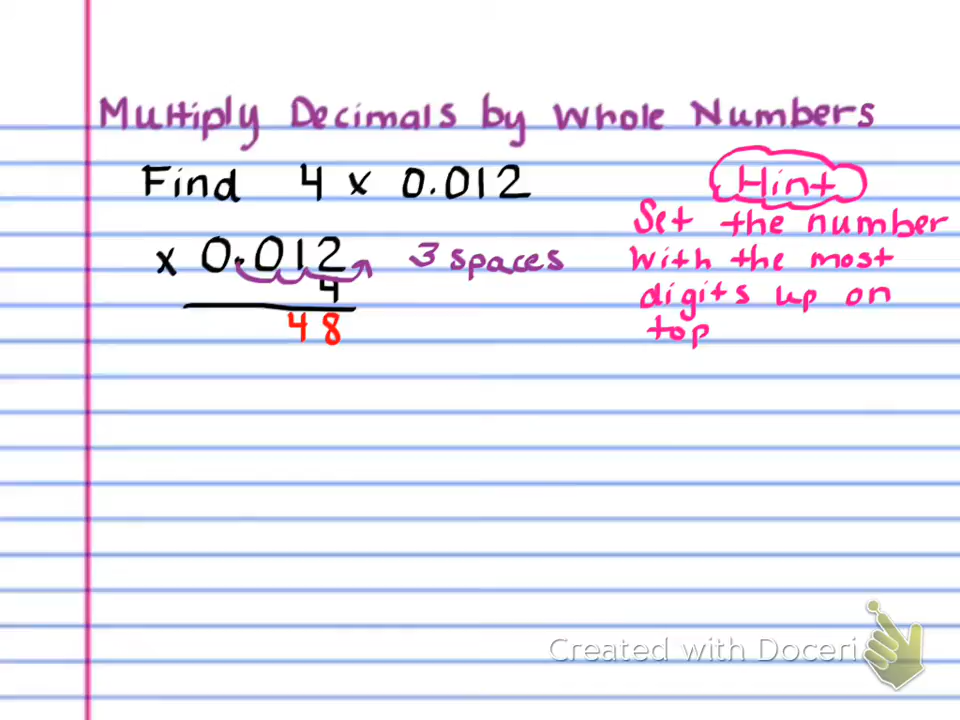 Multiply Decimals by Whole Numbers
Find 4 x 0.012
Hint
Set the number
with the most
digits up on
top
x 0.012 3 spaces
4
48
Created with Doceri